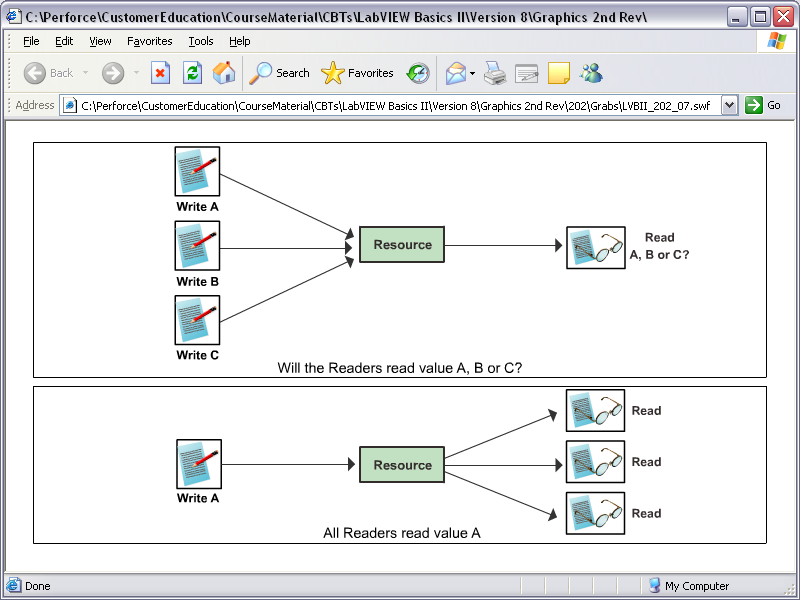 C:\Perforce\CustomerEducation\CourseMaterial\CBTs\LabVIEW Basics II\Version 8\Graphics 2nd Rev\
File Edit View Favorites Tools Help
Back Search Favorites
Address C:\Perforce\CustomerEducation\CourseMaterial\CBTs\LabVIEW Basics II\Version 8\Graphics 2nd Rev\202\Grabs\LVBII_202_07.swf Go
Write A
Write B
Write C
Resource
Read
A, B or C?
Will the Readers read value A, B or C?
Write A
Resource
Read
Read
Read
All Readers read value A
Done My Computer